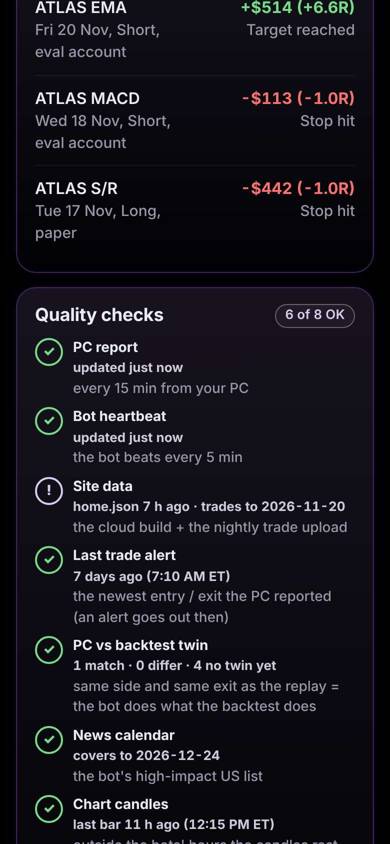 ATLAS EMA
+$514 (+6.6R)
Fri 20 Nov, Short,
Target reached
eval account
ATLAS MACD
-$113 (-1.0R)
Wed 18 Nov, Short,
Stop hit
eval account
ATLAS S/R
-$442 (-1.0R)
Tue 17 Nov, Long,
Stop hit
paper
Quality checks
6 of 8 OK
PC report
updated just now
every 15 min from your PC
Bot heartbeat
updated just now
the bot beats every 5 min
Site data
home.json 7 h ago · trades to 2026-11-20
the cloud build + the nightly trade upload
Last trade alert
7 days ago (7:10 AM ET)
the newest entry / exit the PC reported
(an alert goes out then)
PC vs backtest twin
1 match · 0 differ · 4 no twin yet
same side and same exit as the replay =
the bot does what the backtest does
News calendar
covers to 2026-12-24
the bot's high-impact US list
Chart candles
last bar 11 h ago (12:15 PM ET)
outside the bots' hours the candles rest